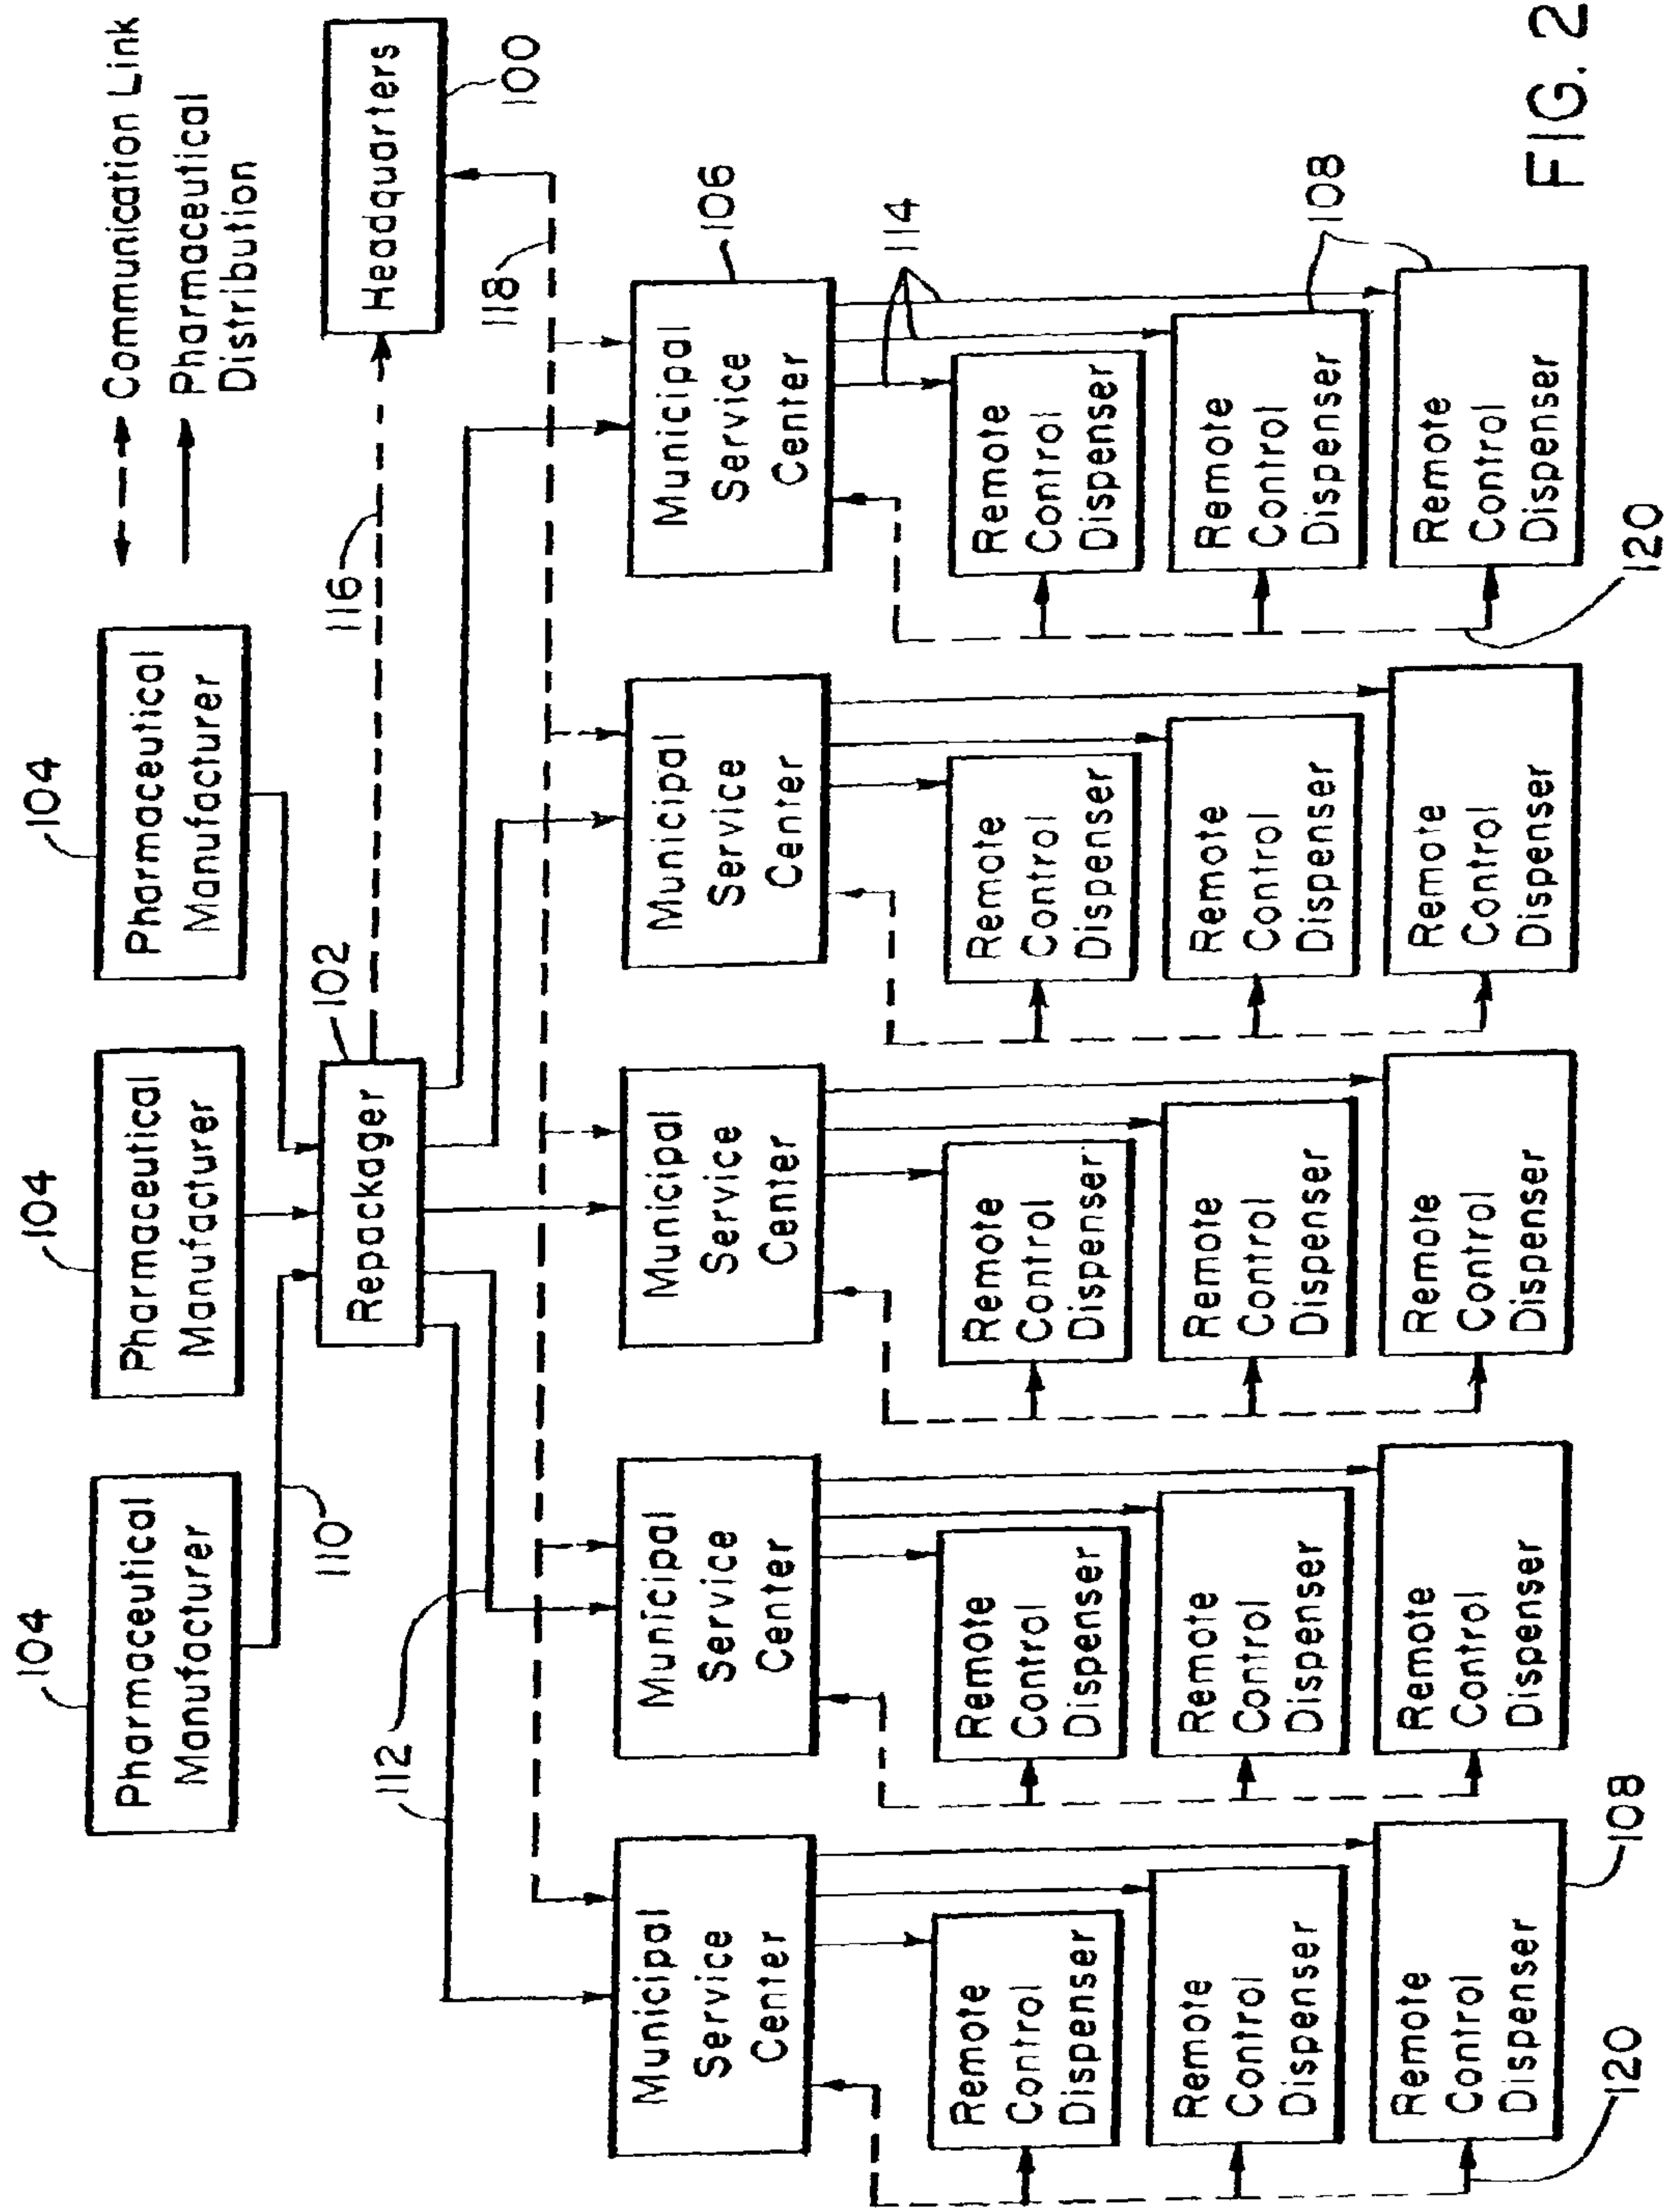 Communication Link
Pharmaceutical
Distribution
104
104
104
Pharmaceutical
Manufacturer
Pharmaceutical
Manufacturer
Pharmaceutical
Manufacturer
110
102
Repackager
116
Headquarters
100
112
118
106
Municipal
Service
Center
Municipal
Service
Center
Municipal
Service
Center
Municipal
Service
Center
Municipal
Service
Center
114
Remote
Control
Dispenser
Remote
Control
Dispenser
Remote
Control
Dispenser
Remote
Control
Dispenser
Remote
Control
Dispenser
Remote
Control
Dispenser
Remote
Control
Dispenser
Remote
Control
Dispenser
Remote
Control
Dispenser
Remote
Control
Dispenser
108
Remote
Control
Dispenser
Remote
Control
Dispenser
Remote
Control
Dispenser
Remote
Control
Dispenser
Remote
Control
Dispenser
120
108
120
FIG. 2